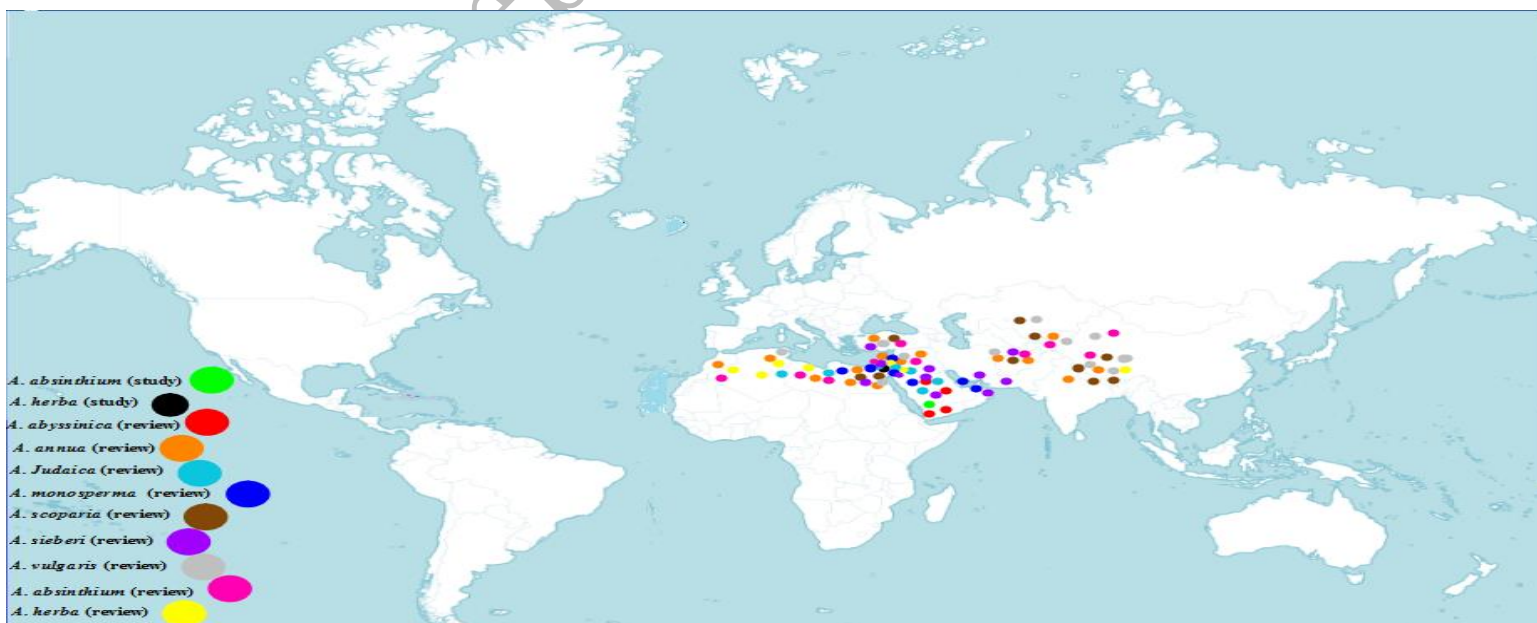 A. absinthium (study)
A. herba (study)
A. abyssinica (review)
A. annua (review)
A. Judaica (review)
A. monosperma (review)
A. scoparia (review)
A. sieberi (review)
A. vulgaris (review)
A. absinthium (review)
A. herba (review)